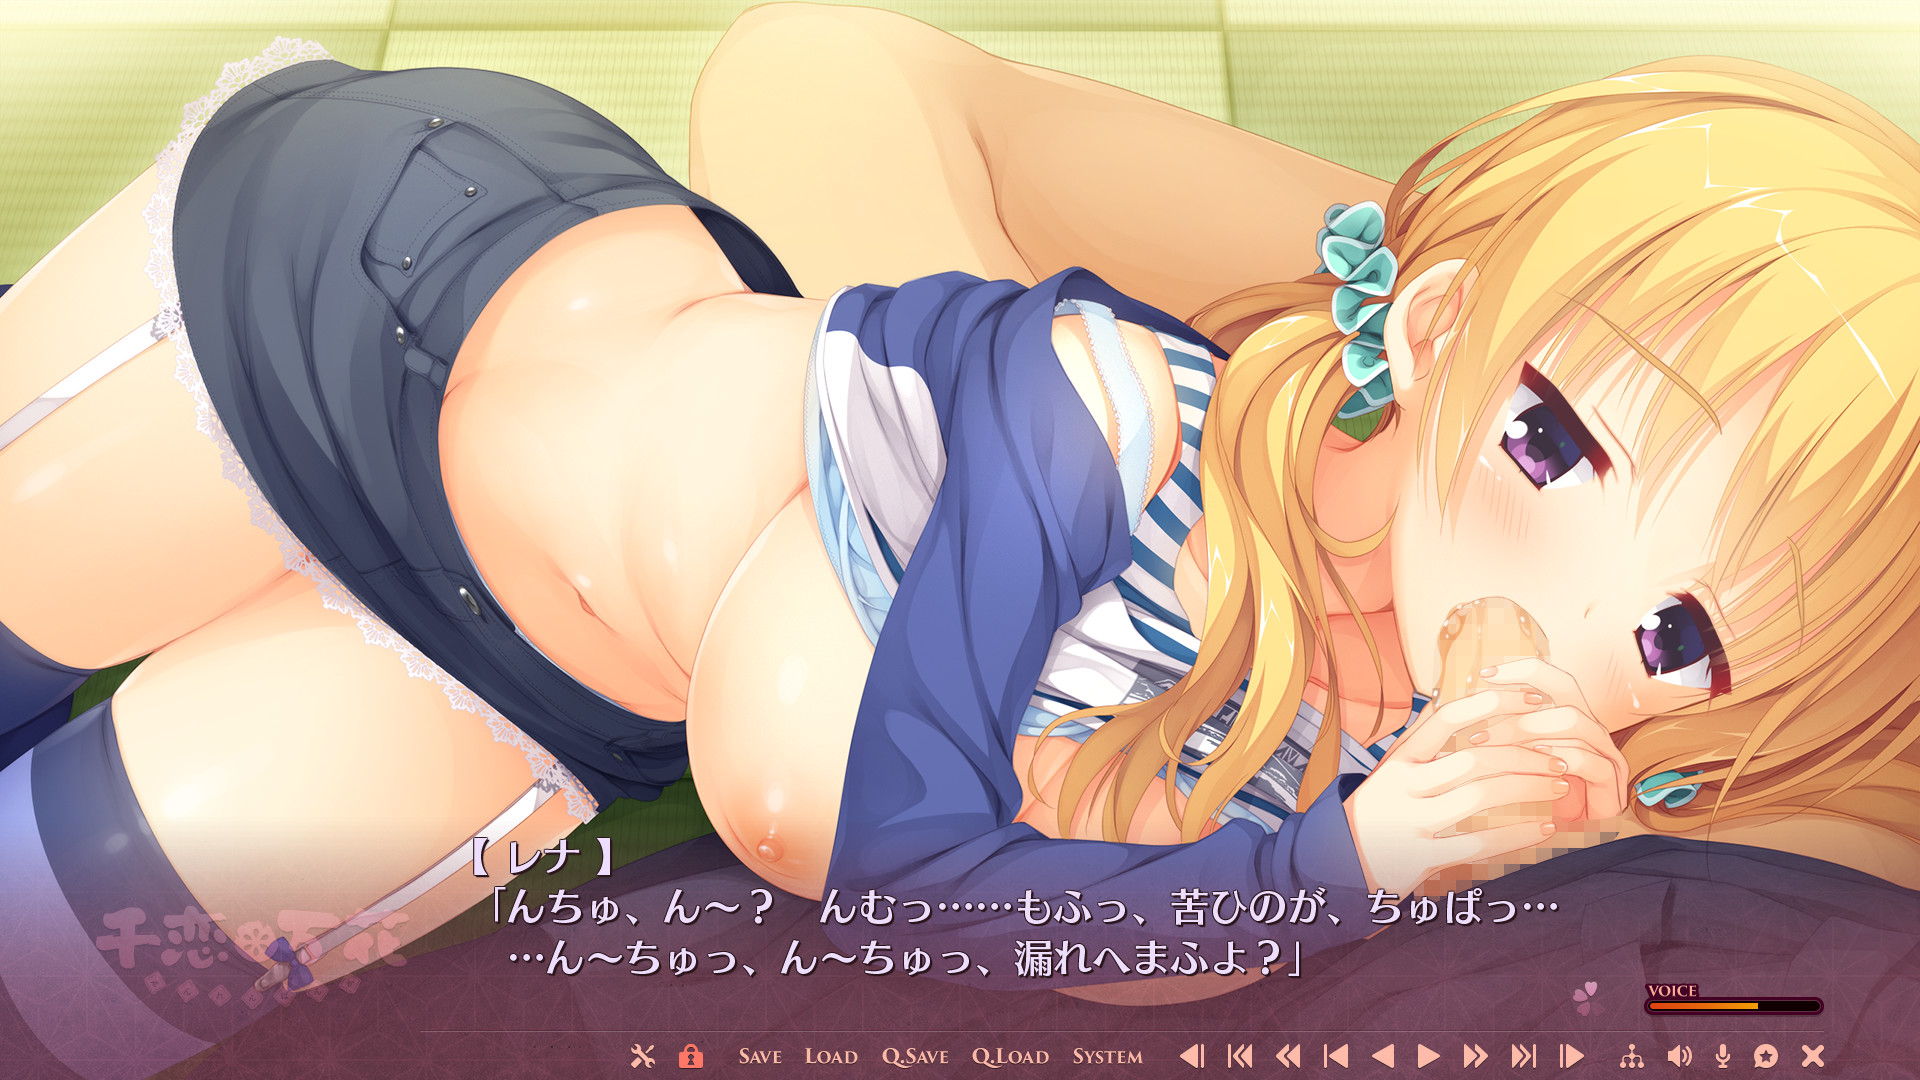 【 レナ 】
「んちゅ、ん～？　んむっ……もふっ、苦ひのが、ちゅぱっ…
…ん～ちゅっ、ん～ちゅっ、漏れへまふよ？」
千恋＊万花
VOICE
SAVE LOAD Q.SAVE Q.LOAD SYSTEM